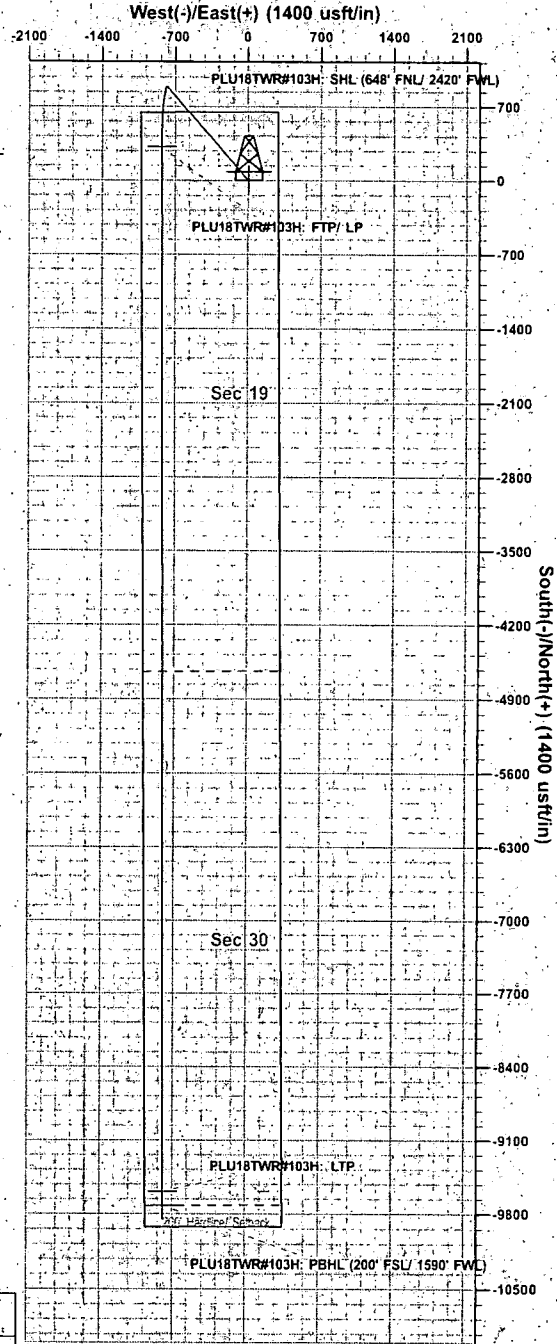 West(-)/East(+) (1400 usft/in)
-2100 -1400 -700 0 700 1400 2100
PLU18TWR#103H: SHL (648' FNL/ 2420' FWL)
700
0
PLU18TWR#103H: FTP/ LP
-700
-1400
Sec 19
-2100
-2800
-3500
-4200
-4900
-5600
-6300
Sec 30
-7000
-7700
-8400
-9100
PLU18TWR#103H: LTP
-9800
200' Hardline/ Setback
PLU18TWR#103H: PBHL (200' FSL/ 1590' FWL)
-10500
South(-)/North(+) (1400 usft/in)